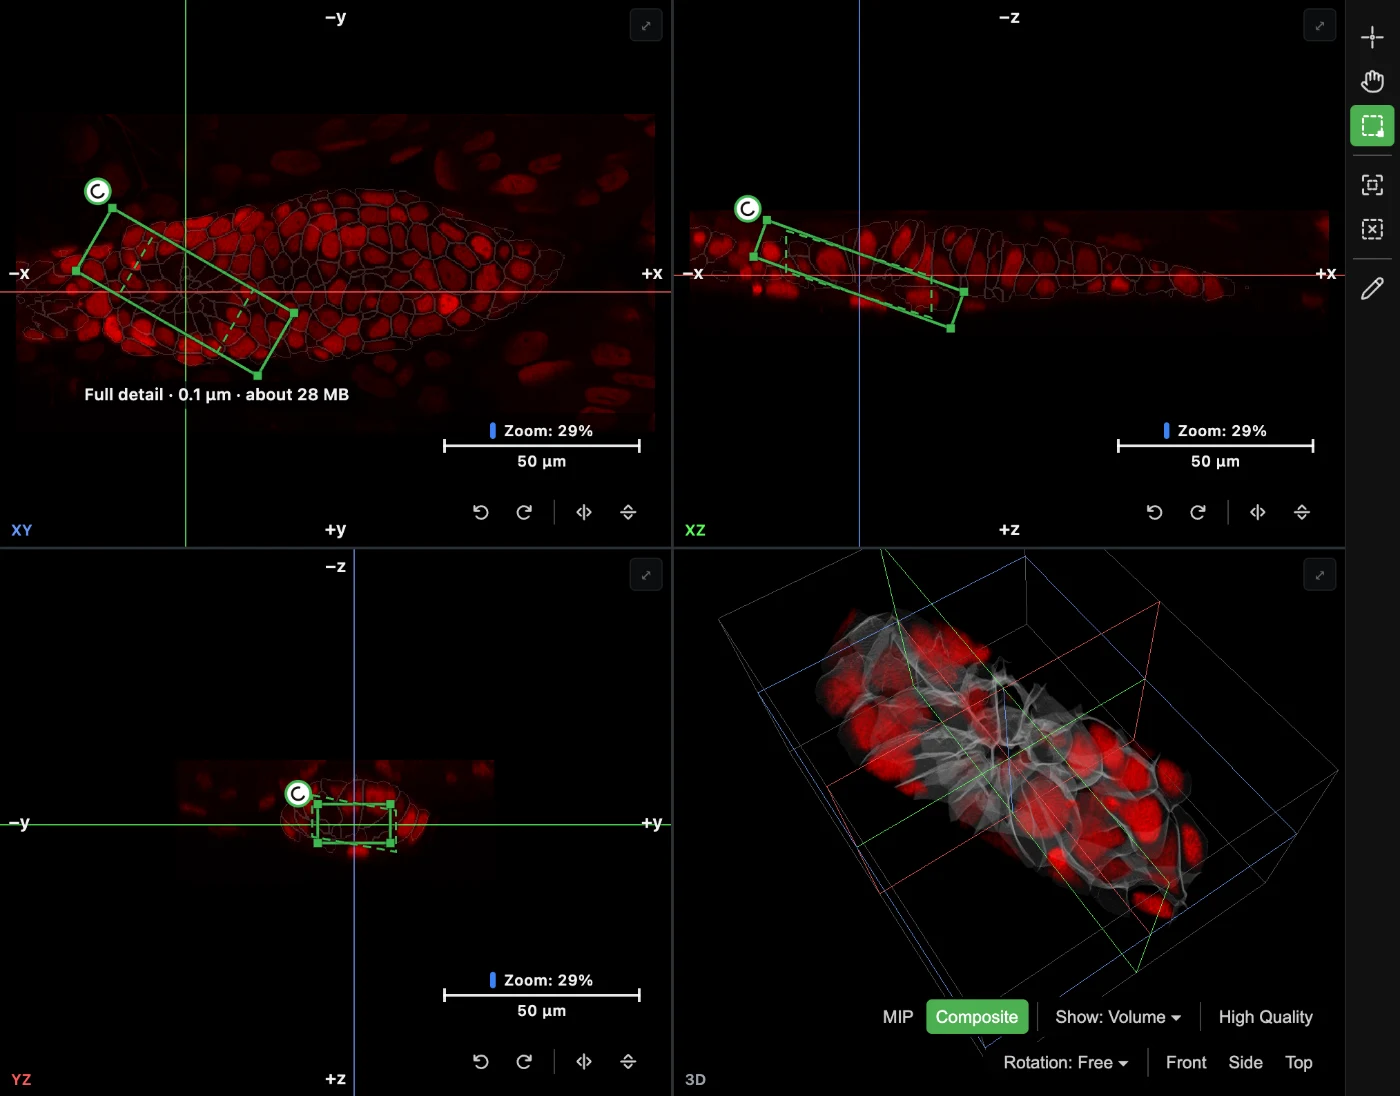 −y
−x
+x
Full detail · 0.1 µm · about 28 MB
Zoom: 29%
50 µm
XY
+y
−z
−x
+x
Zoom: 29%
50 µm
XZ
+z
−z
−y
+y
Zoom: 29%
50 µm
YZ
+z
MIP Composite Show: Volume High Quality
Rotation: Free Front Side Top
3D